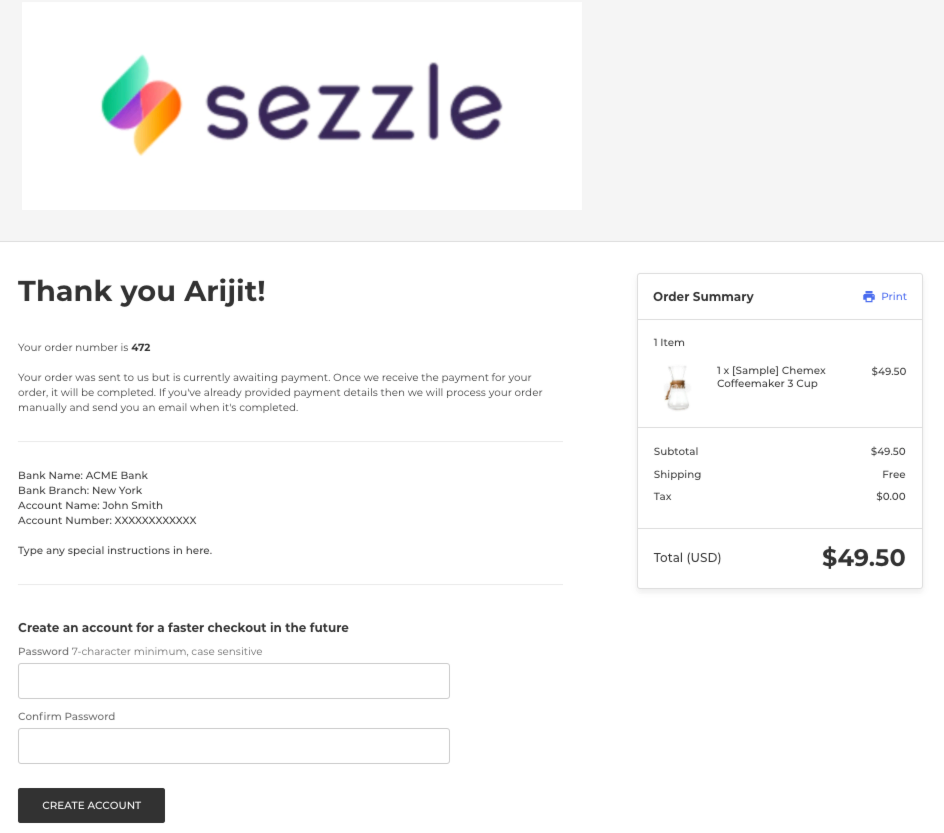 sezzle
Thank you Arijit!
Your order number is 472
Your order was sent to us but is currently awaiting payment. Once we receive the payment for your
order, it will be completed. If you've already provided payment details then we will process your order
manually and send you an email when it's completed.
Bank Name: ACME Bank
Bank Branch: New York
Account Name: John Smith
Account Number: XXXXXXXXXXXX
Type any special instructions in here.
Create an account for a faster checkout in the future
Password 7-character minimum, case sensitive
Confirm Password
CREATE ACCOUNT
Order Summary Print
1 Item
1 x [Sample] Chemex $49.50
Coffeemaker 3 Cup
Subtotal $49.50
Shipping Free
Tax $0.00
Total (USD) $49.50